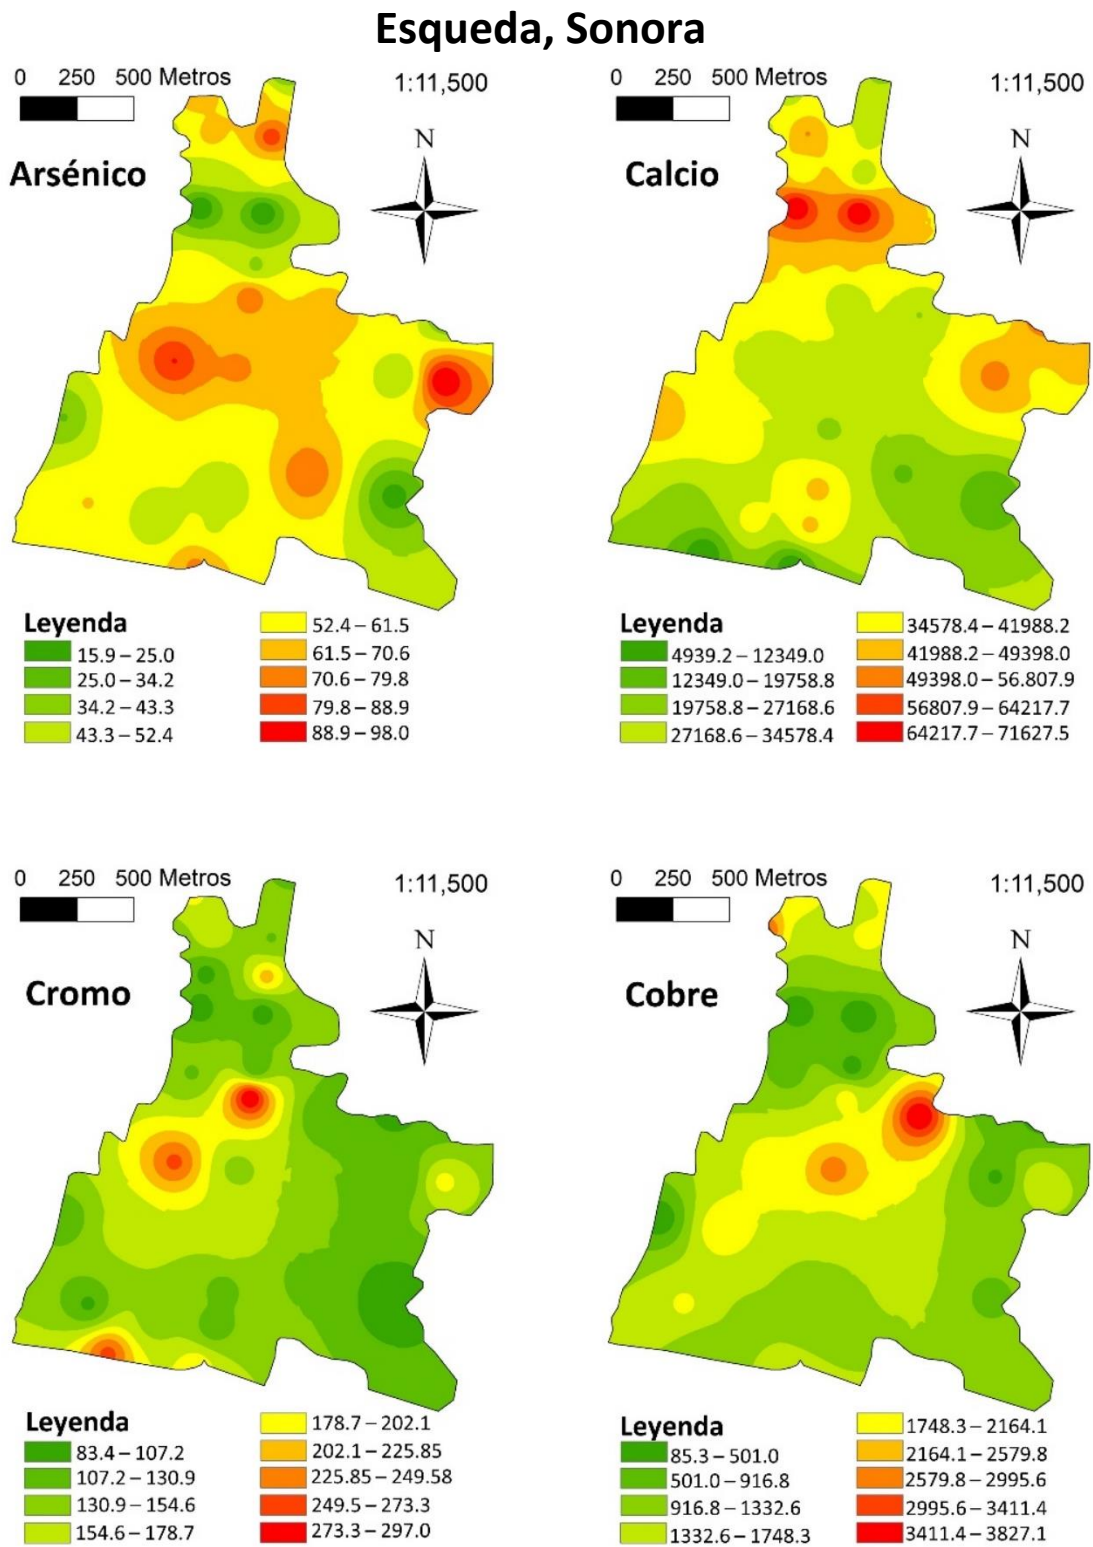 Esqueda, Sonora
0 250 500 Metros
1:11,500
N
Arsénico
Leyenda
15.9 – 25.0
25.0 – 34.2
34.2 – 43.3
43.3 – 52.4
52.4 – 61.5
61.5 – 70.6
70.6 – 79.8
79.8 – 88.9
88.9 – 98.0
0 250 500 Metros
1:11,500
N
Calcio
Leyenda
4939.2 – 12349.0
12349.0 – 19758.8
19758.8 – 27168.6
27168.6 – 34578.4
34578.4 – 41988.2
41988.2 – 49398.0
49398.0 – 56.807.9
56807.9 – 64217.7
64217.7 – 71627.5
0 250 500 Metros
1:11,500
N
Cromo
Leyenda
83.4 – 107.2
107.2 – 130.9
130.9 – 154.6
154.6 – 178.7
178.7 – 202.1
202.1 – 225.85
225.85 – 249.58
249.5 – 273.3
273.3 – 297.0
0 250 500 Metros
1:11,500
N
Cobre
Leyenda
85.3 – 501.0
501.0 – 916.8
916.8 – 1332.6
1332.6 – 1748.3
1748.3 – 2164.1
2164.1 – 2579.8
2579.8 – 2995.6
2995.6 – 3411.4
3411.4 – 3827.1